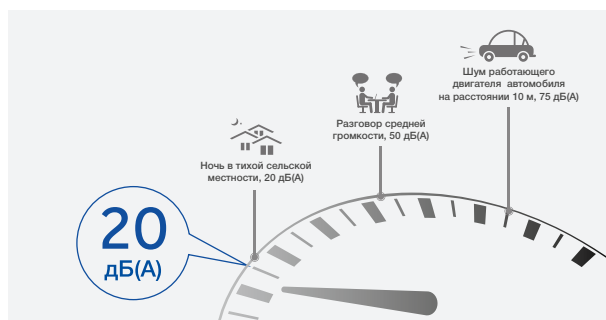 Шум работающего
двигателя автомобиля
на расстоянии 10 м, 75 дБ(А)
Разговор средней
громкости, 50 дБ(А)
Ночь в тихой сельской
местности, 20 дБ(А)
20
дБ(А)